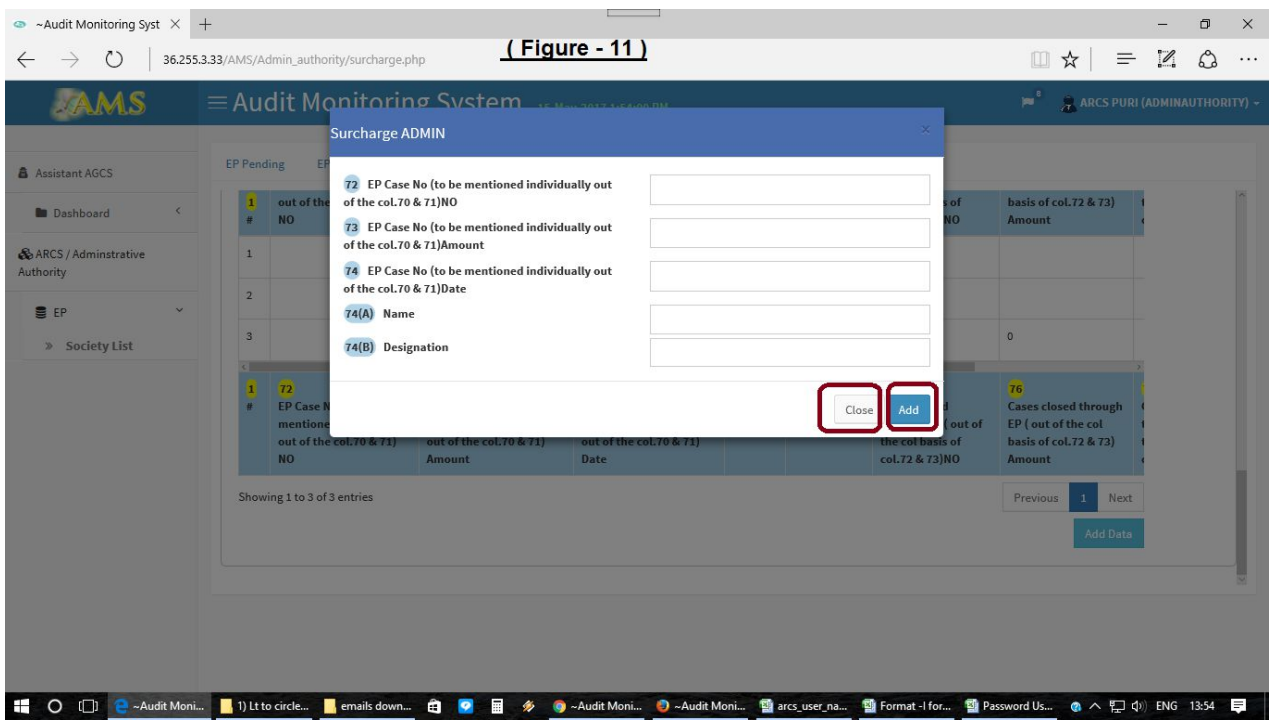 ~Audit Monitoring Syst
( Figure - 11 )
36.255.3.33/AMS/Admin_authority/surcharge.php
AMS
Audit Monitoring System
ARCS PURI (ADMINAUTHORITY)
Surcharge ADMIN
Assistant AGCS
Dashboard
ARCS / Adminstrative
Authority
EP
Society List
EP Pending
EP
72 EP Case No (to be mentioned individually out
of the col.70 & 71)NO
73 EP Case No (to be mentioned individually out
of the col.70 & 71)Amount
74 EP Case No (to be mentioned individually out
of the col.70 & 71)Date
74(A) Name
74(B) Designation
Close
Add
1
#
out of the
NO
s of
NO
basis of col.72 & 73)
Amount
1
2
3
0
1
#
72
EP Case N
mentione
out of the col.70 & 71)
NO
out of the col.70 & 71)
Amount
out of the col.70 & 71)
Date
( out of
the col basis of
col.72 & 73)NO
76
Cases closed through
EP ( out of the col
basis of col.72 & 73)
Amount
Showing 1 to 3 of 3 entries
Previous 1 Next
Add Data
~Audit Moni...
1) Lt to circle...
emails down...
~Audit Moni...
~Audit Moni...
arcs_user_na...
Format -I for...
Password Us...
ENG
13:54